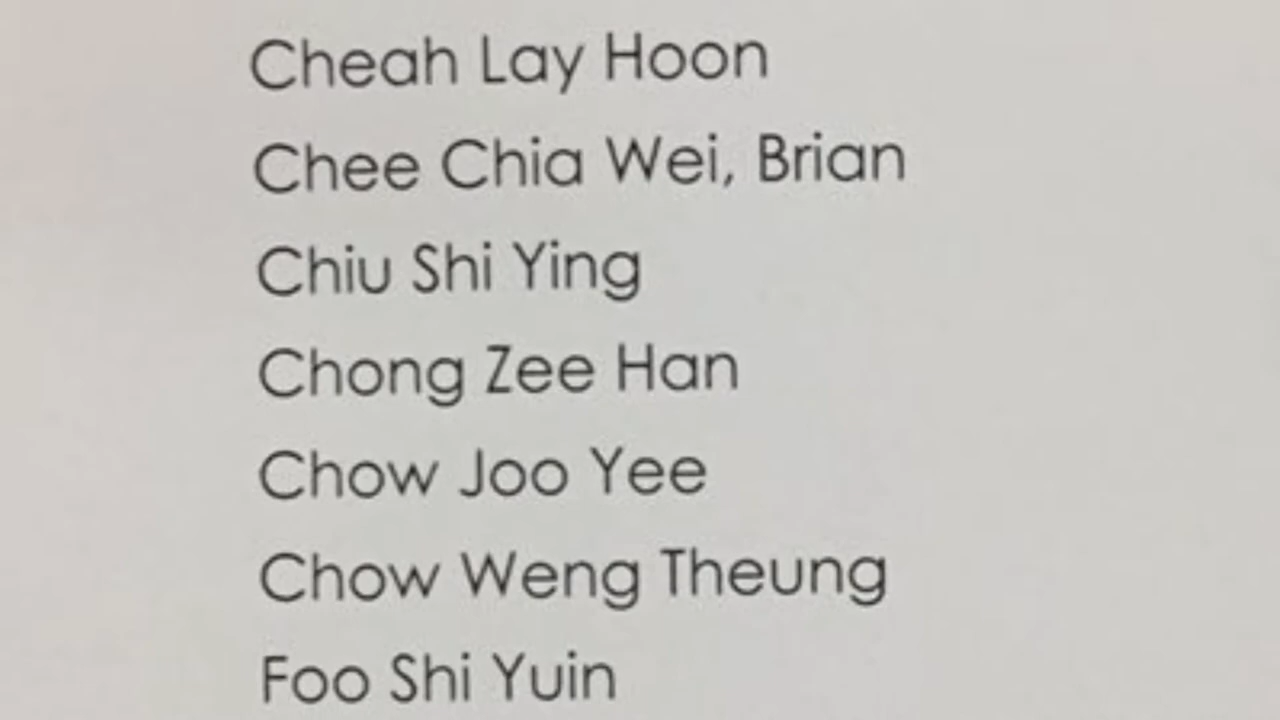 Cheah Lay Hoon
Chee Chia Wei, Brian
Chiu Shi Ying
Chong Zee Han
Chow Joo Yee
Chow Weng Theung
Foo Shi Yuin